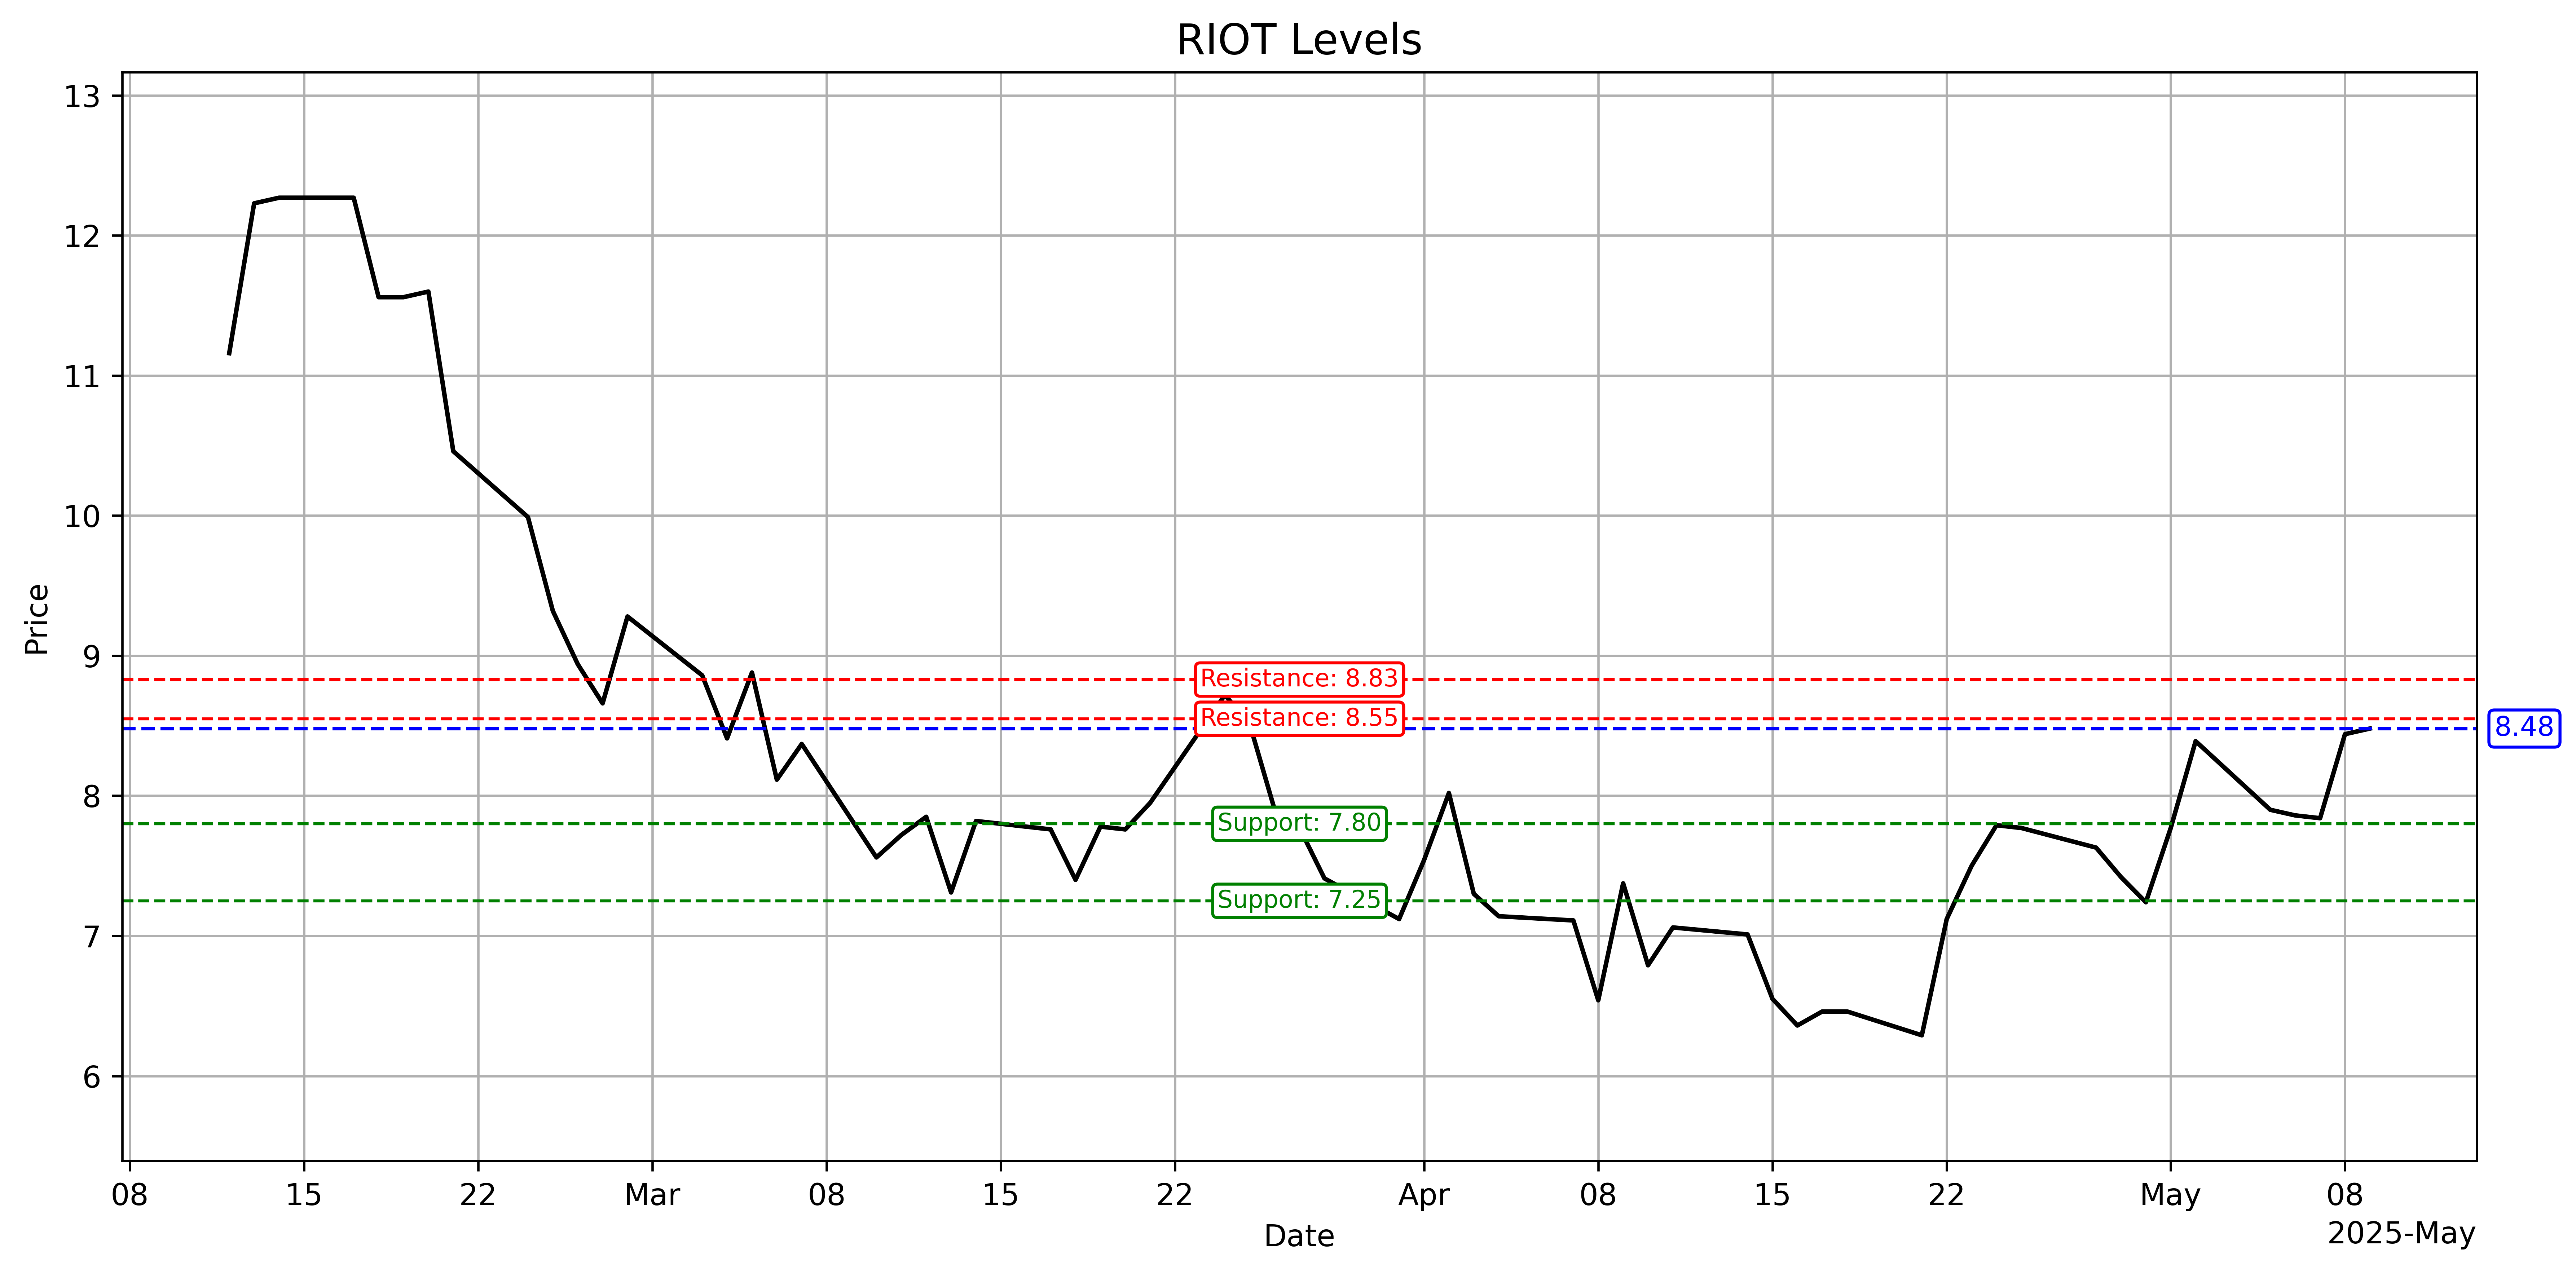 RIOT Levels
13
12
11
10
9
8
7
6
Price
Resistance: 8.83
Resistance: 8.55
8.48
Support: 7.80
Support: 7.25
08 15 22 Mar 08 15 22 Apr 08 15 22 May 08
Date
2025-May